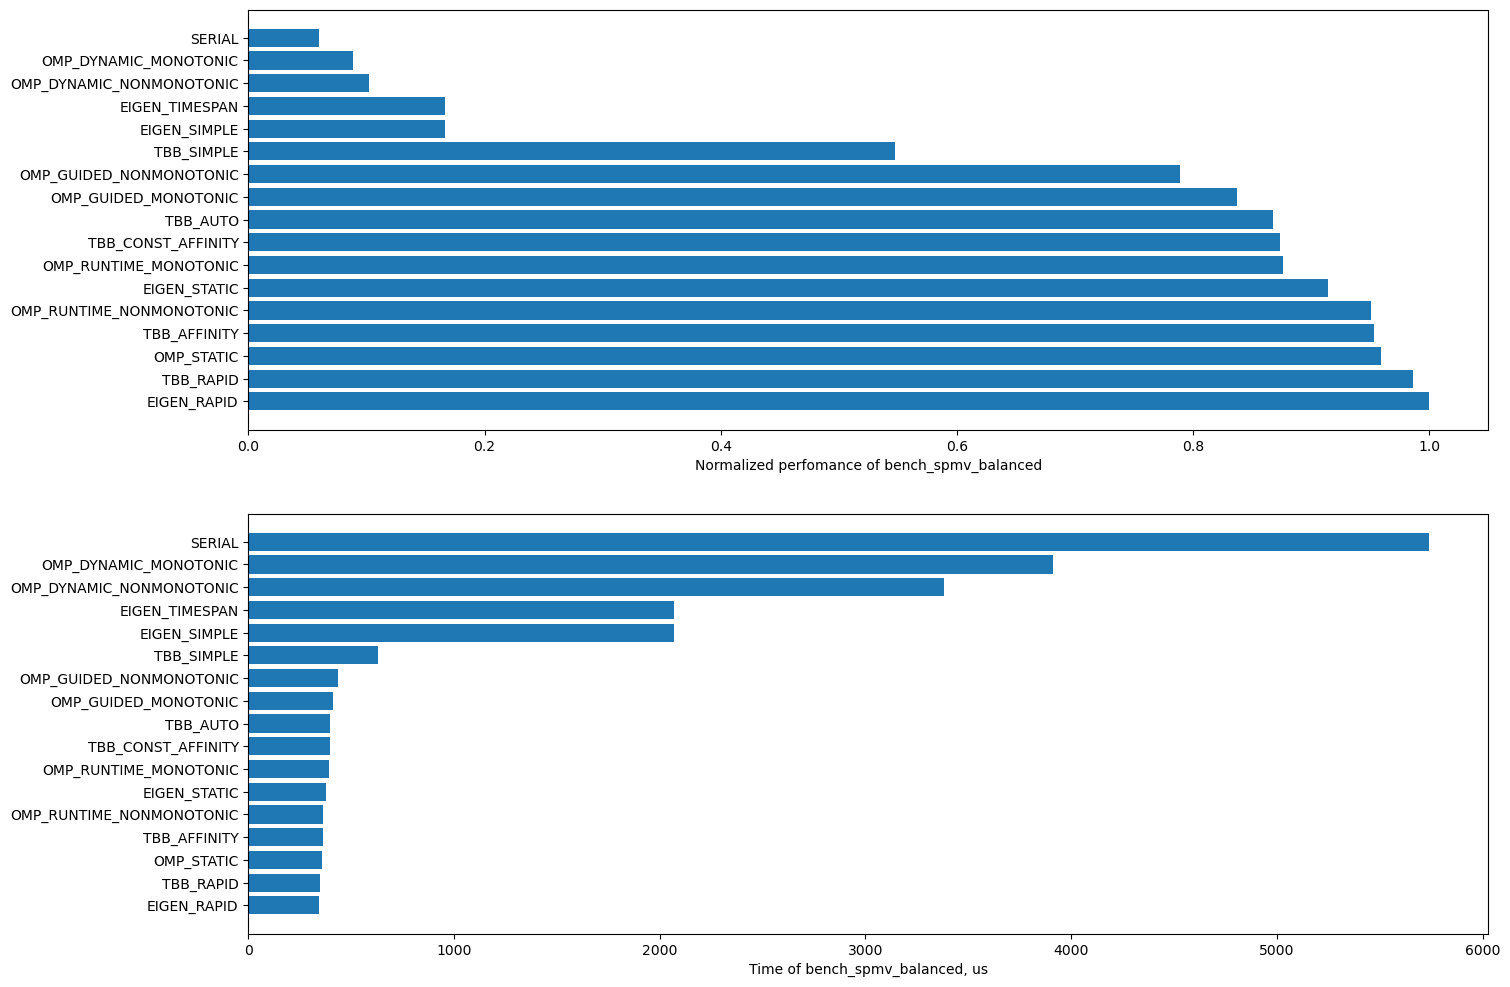 SERIAL
OMP_DYNAMIC_MONOTONIC
OMP_DYNAMIC_NONMONOTONIC
EIGEN_TIMESPAN
EIGEN_SIMPLE
TBB_SIMPLE
OMP_GUIDED_NONMONOTONIC
OMP_GUIDED_MONOTONIC
TBB_AUTO
TBB_CONST_AFFINITY
OMP_RUNTIME_MONOTONIC
EIGEN_STATIC
OMP_RUNTIME_NONMONOTONIC
TBB_AFFINITY
OMP_STATIC
TBB_RAPID
EIGEN_RAPID
0.0 0.2 0.4 0.6 0.8 1.0
Normalized perfomance of bench_spmv_balanced
SERIAL
OMP_DYNAMIC_MONOTONIC
OMP_DYNAMIC_NONMONOTONIC
EIGEN_TIMESPAN
EIGEN_SIMPLE
TBB_SIMPLE
OMP_GUIDED_NONMONOTONIC
OMP_GUIDED_MONOTONIC
TBB_AUTO
TBB_CONST_AFFINITY
OMP_RUNTIME_MONOTONIC
EIGEN_STATIC
OMP_RUNTIME_NONMONOTONIC
TBB_AFFINITY
OMP_STATIC
TBB_RAPID
EIGEN_RAPID
0 1000 2000 3000 4000 5000 6000
Time of bench_spmv_balanced, us